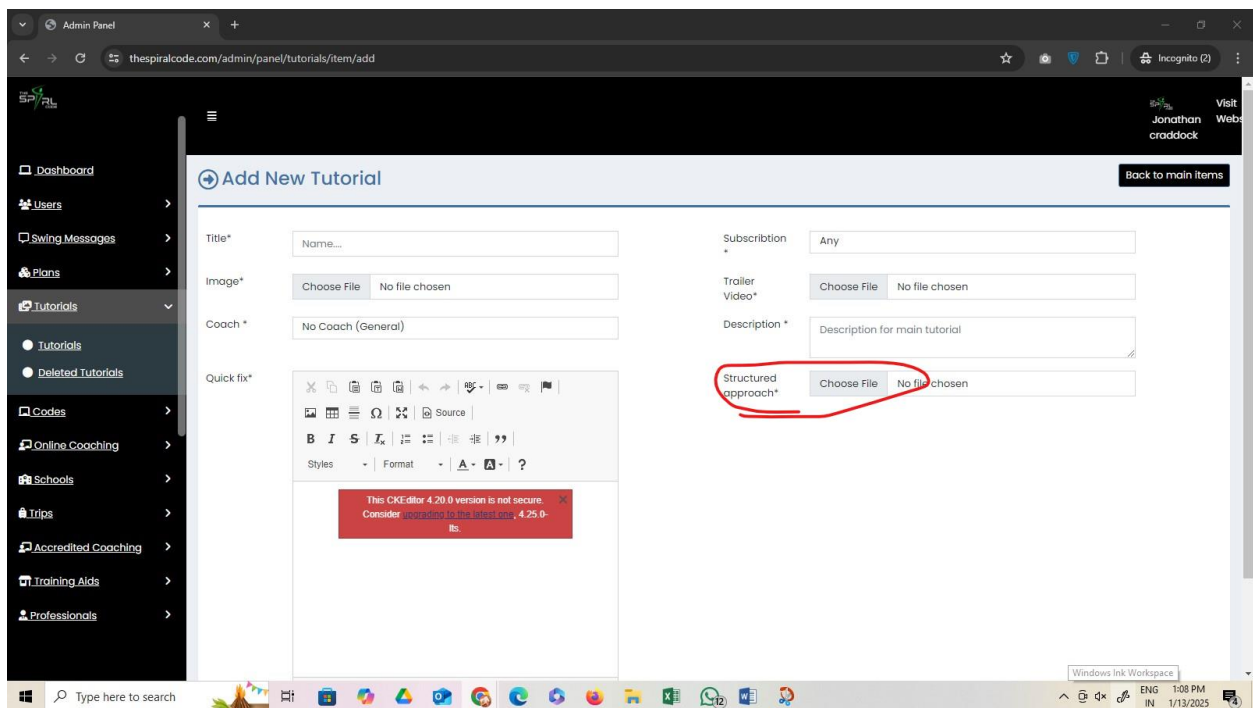 Admin Panel
thespiralcode.com/admin/panel/tutorials/item/add
Incognito (2)
THE SPIRL CODE
Jonathan craddock
Visit Webs
Dashboard
Users
Swing Messages
Plans
Tutorials
Tutorials
Deleted Tutorials
Codes
Online Coaching
Schools
Trips
Accredited Coaching
Training Aids
Professionals
Add New Tutorial
Back to main items
Title*
Name....
Subscribtion
*
Any
Image*
Choose File No file chosen
Trailer
Video*
Choose File No file chosen
Coach *
No Coach (General)
Description *
Description for main tutorial
Quick fix*
Structured
approach*
Choose File No file chosen
Source
Styles Format
This CKEditor 4.20.0 version is not secure.
Consider upgrading to the latest one, 4.25.0-
lts.
Windows Ink Workspace
Type here to search
ENG 1:08 PM
IN 1/13/2025